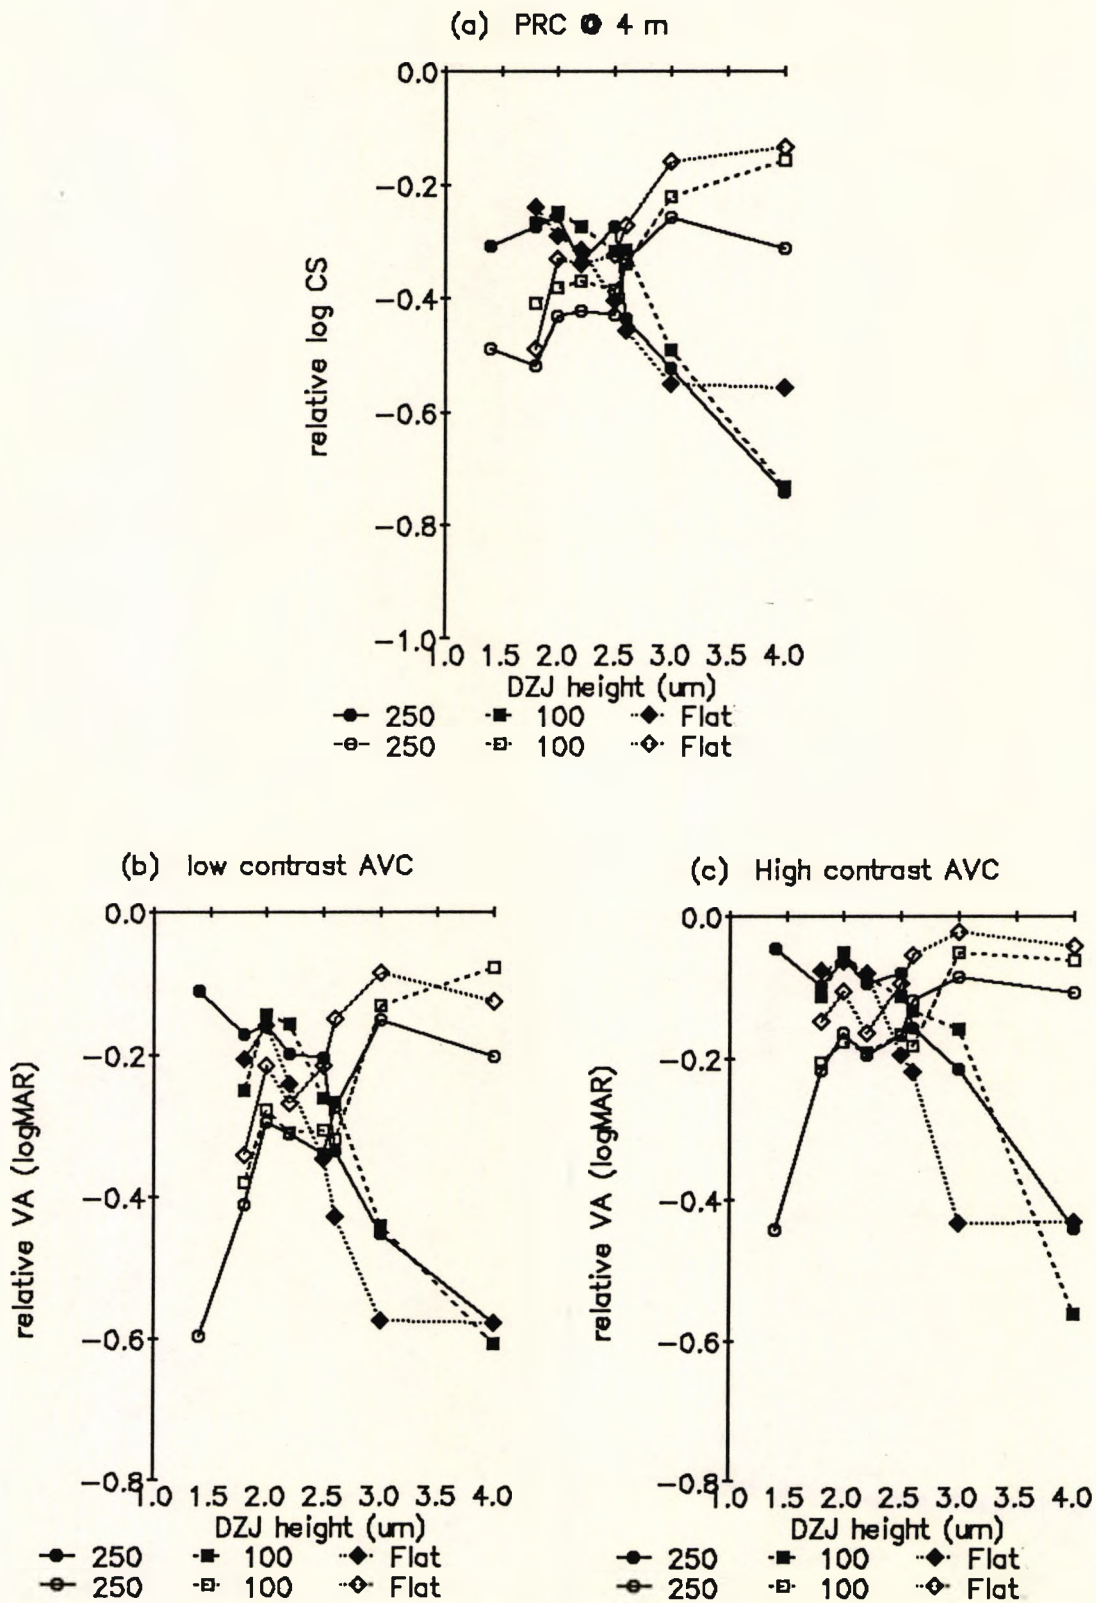 (a) PRC @ 4 m
0.0
−0.2
−0.4
−0.6
−0.8
−1.0
relative log CS
1.0 1.5 2.0 2.5 3.0 3.5 4.0
DZJ height (um)
250 100 Flat
250 100 Flat
(b) low contrast AVC
0.0
−0.2
−0.4
−0.6
−0.8
relative VA (logMAR)
1.0 1.5 2.0 2.5 3.0 3.5 4.0
DZJ height (um)
250 100 Flat
250 100 Flat
(c) High contrast AVC
0.0
−0.2
−0.4
−0.6
−0.8
relative VA (logMAR)
1.0 1.5 2.0 2.5 3.0 3.5 4.0
DZJ height (um)
250 100 Flat
250 100 Flat